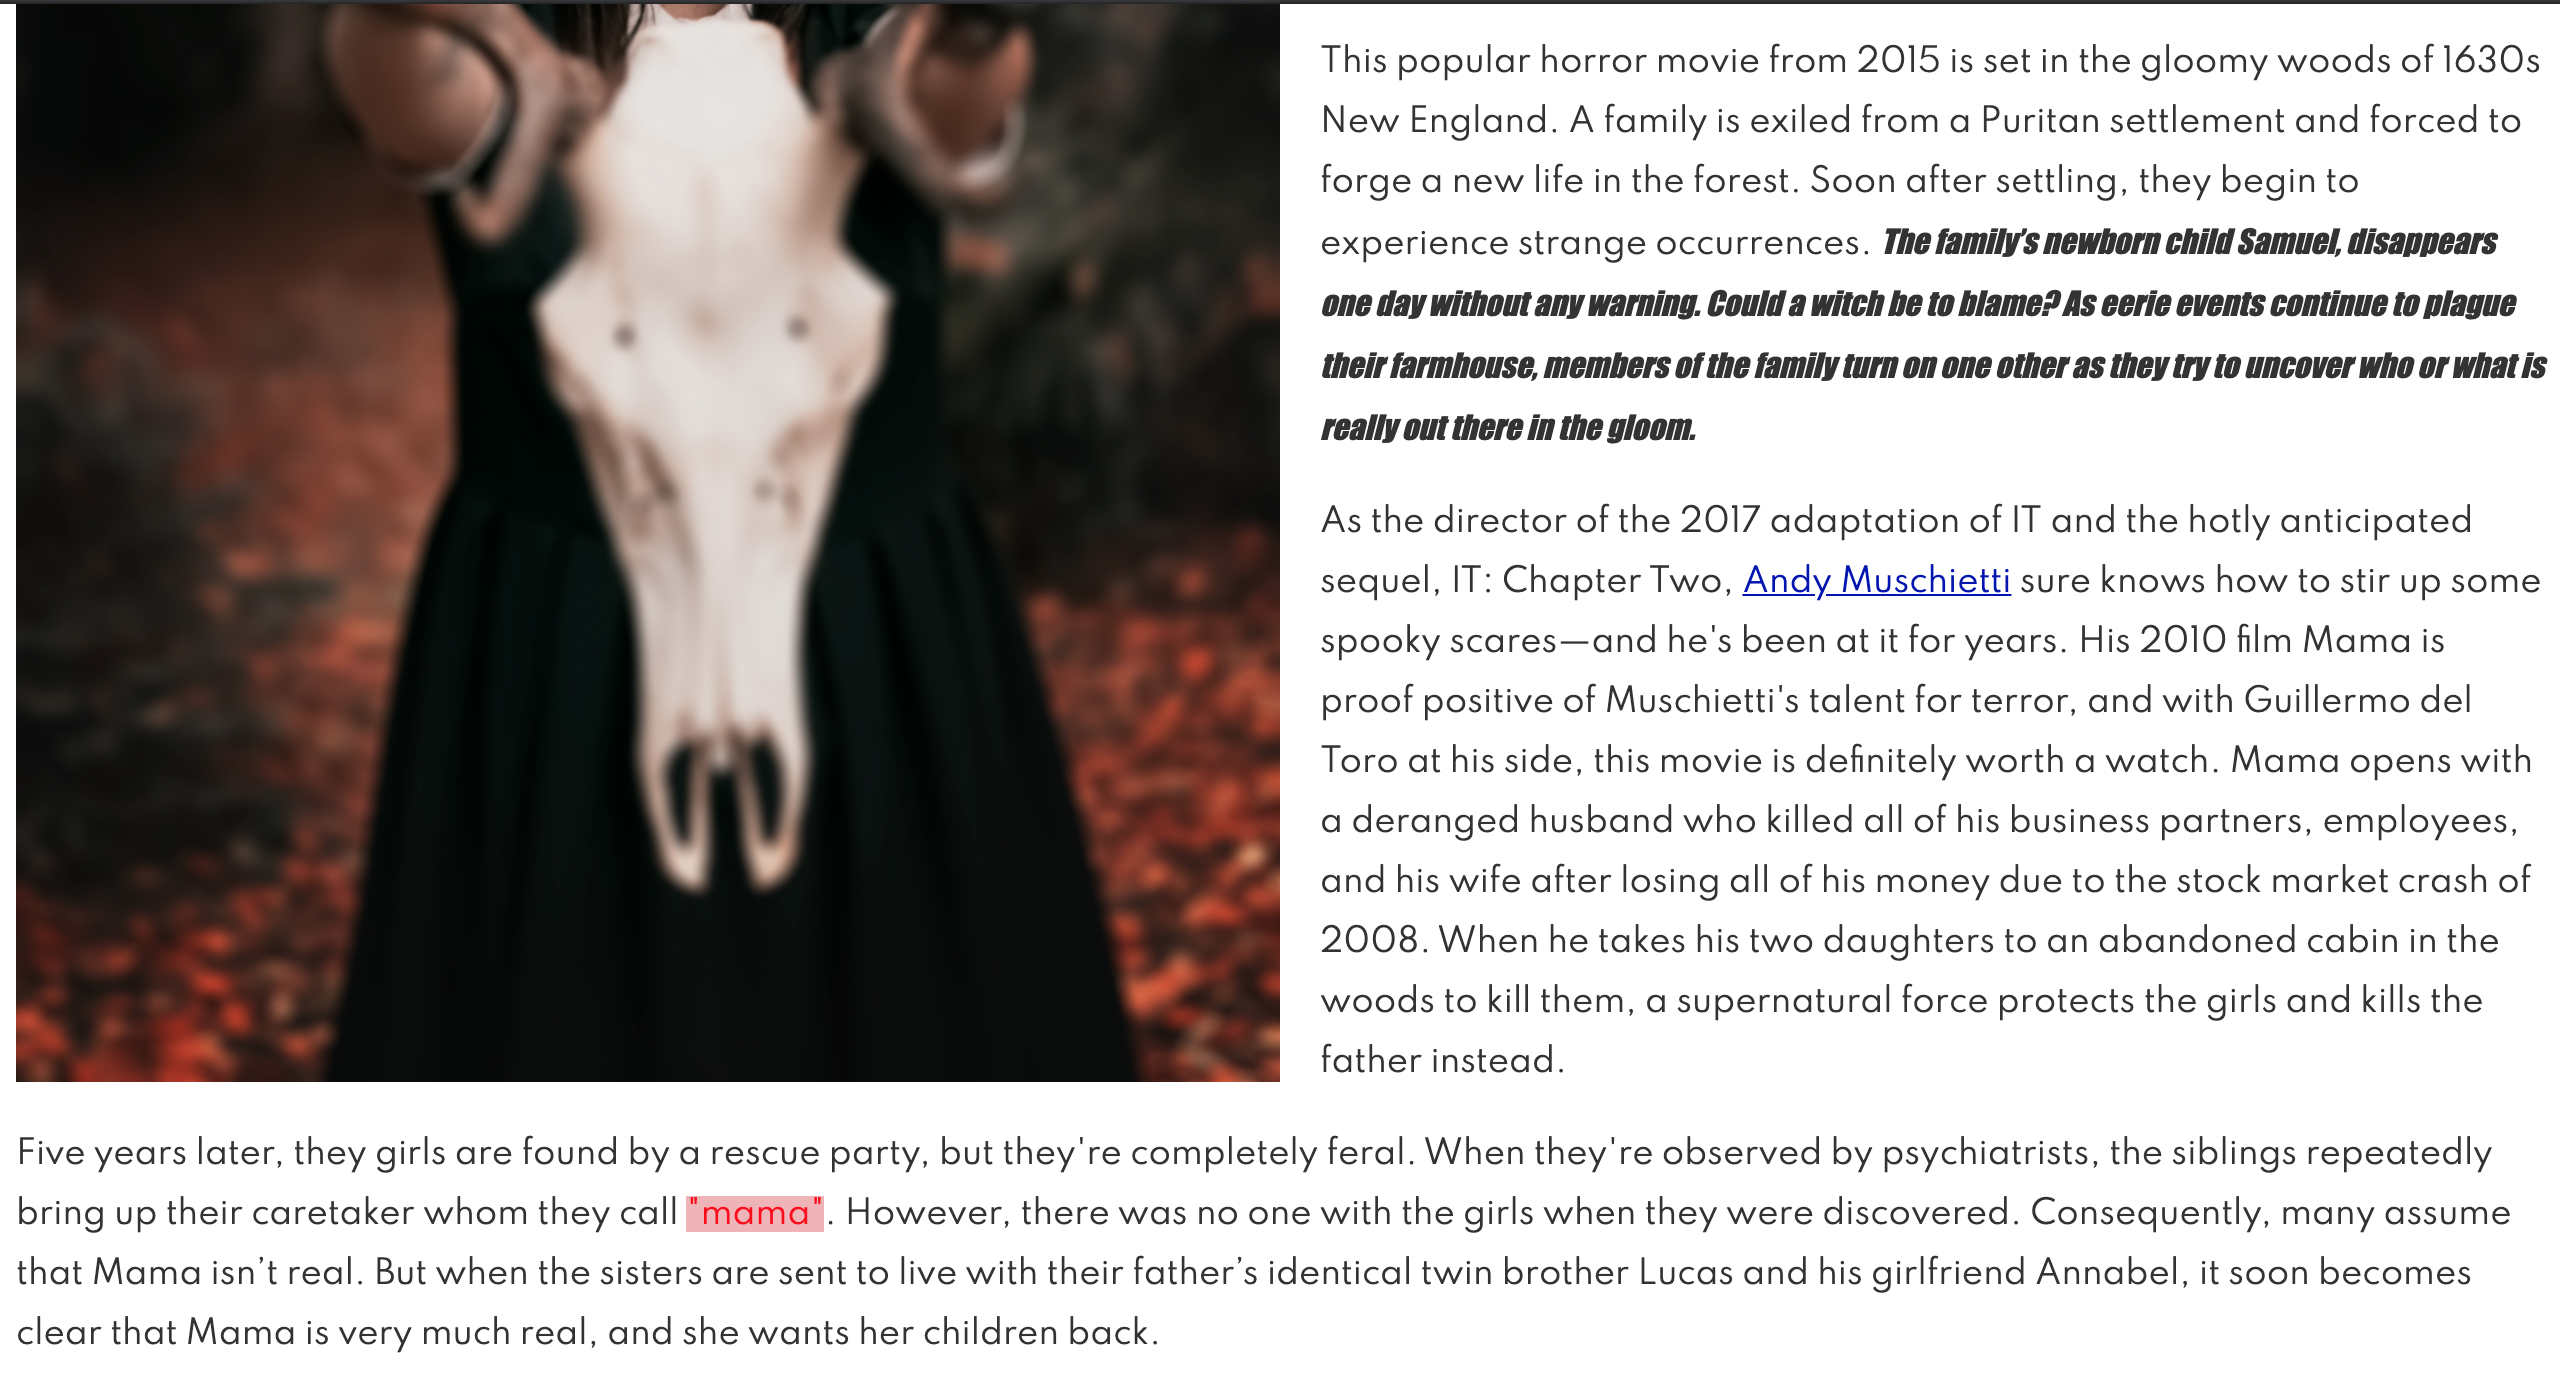 This popular horror movie from 2015 is set in the gloomy woods of 1630s
New England. A family is exiled from a Puritan settlement and forced to
forge a new life in the forest. Soon after settling, they begin to
experience strange occurrences. The family’s newborn child Samuel, disappears
one day without any warning. Could a witch be to blame? As eerie events continue to plague
their farmhouse, members of the family turn on one other as they try to uncover who or what is
really out there in the gloom.
As the director of the 2017 adaptation of IT and the hotly anticipated
sequel, IT: Chapter Two, Andy Muschietti sure knows how to stir up some
spooky scares—and he's been at it for years. His 2010 film Mama is
proof positive of Muschietti's talent for terror, and with Guillermo del
Toro at his side, this movie is definitely worth a watch. Mama opens with
a deranged husband who killed all of his business partners, employees,
and his wife after losing all of his money due to the stock market crash of
2008. When he takes his two daughters to an abandoned cabin in the
woods to kill them, a supernatural force protects the girls and kills the
father instead.
Five years later, they girls are found by a rescue party, but they're completely feral. When they're observed by psychiatrists, the siblings repeatedly
bring up their caretaker whom they call "mama". However, there was no one with the girls when they were discovered. Consequently, many assume
that Mama isn’t real. But when the sisters are sent to live with their father’s identical twin brother Lucas and his girlfriend Annabel, it soon becomes
clear that Mama is very much real, and she wants her children back.